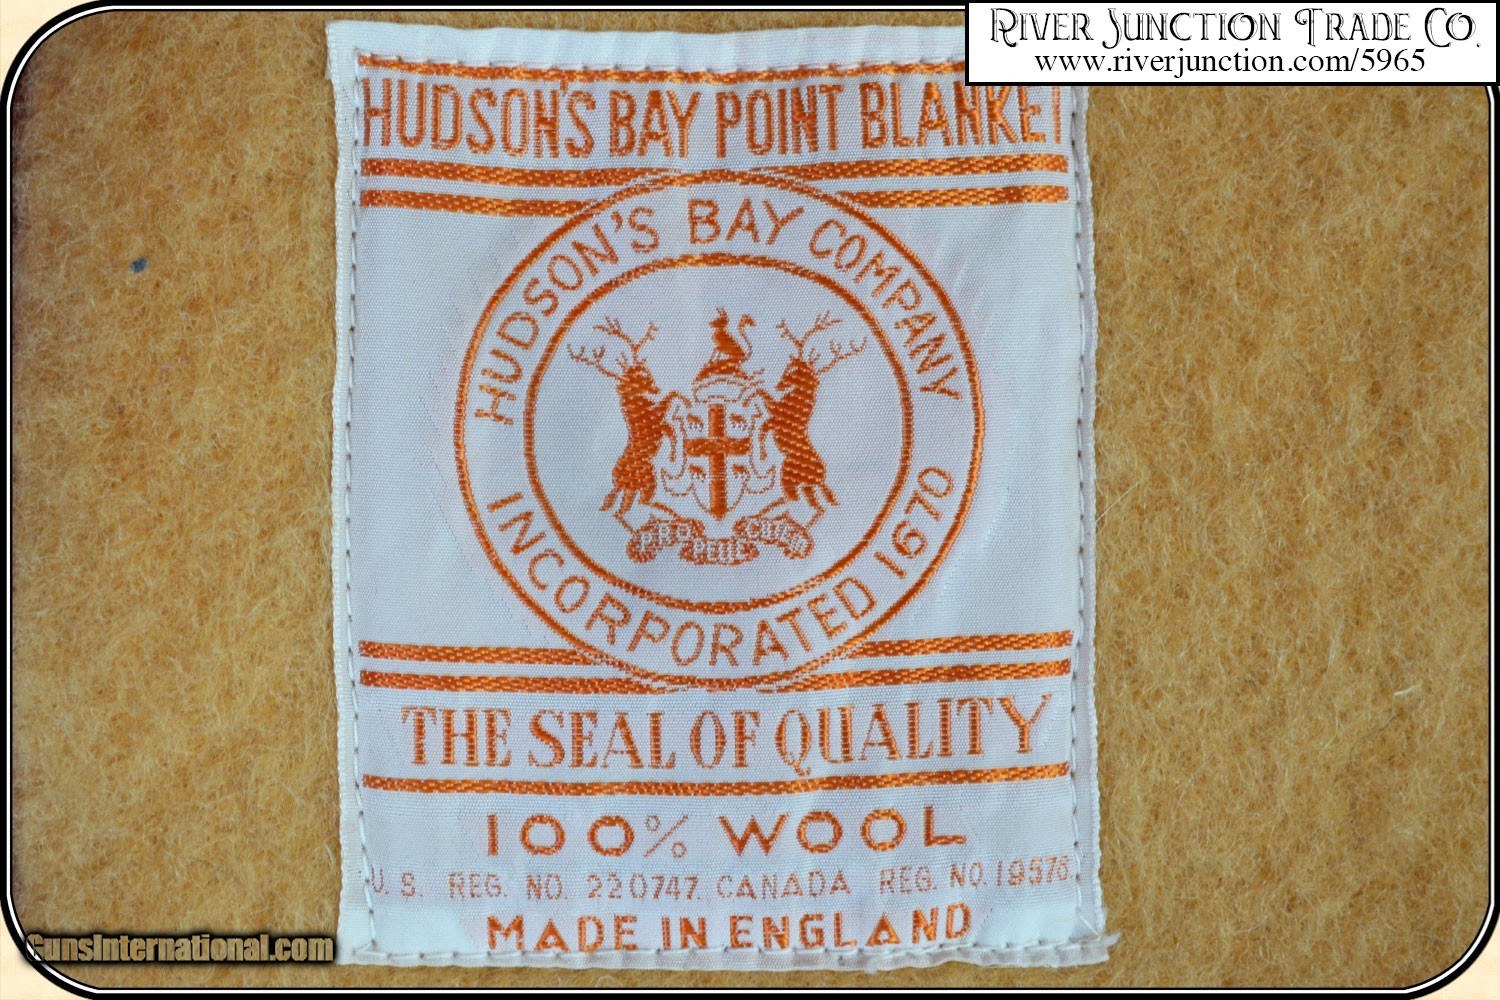 RIVER JUNCTION TRADE CO.
www.riverjunction.com/5965
HUDSON'S BAY POINT BLANKET
HUDSON'S BAY COMPANY
PRO PELLE CUTEM
INCORPORATED 1670
THE SEAL OF QUALITY
100% WOOL
U. S. REG. NO. 220747. CANADA REG. NO. 19576.
MADE IN ENGLAND
GunsInternational.com